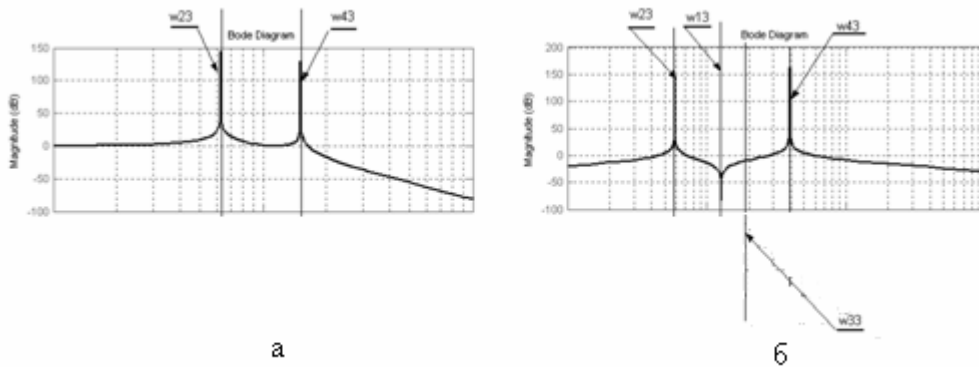 w23
w43
Bode Diagram
Magnitude (dB)
150
100
50
0
-50
-100
а
w23
w13
w43
Bode Diagram
Magnitude (dB)
200
150
100
50
0
-50
-100
w33
б